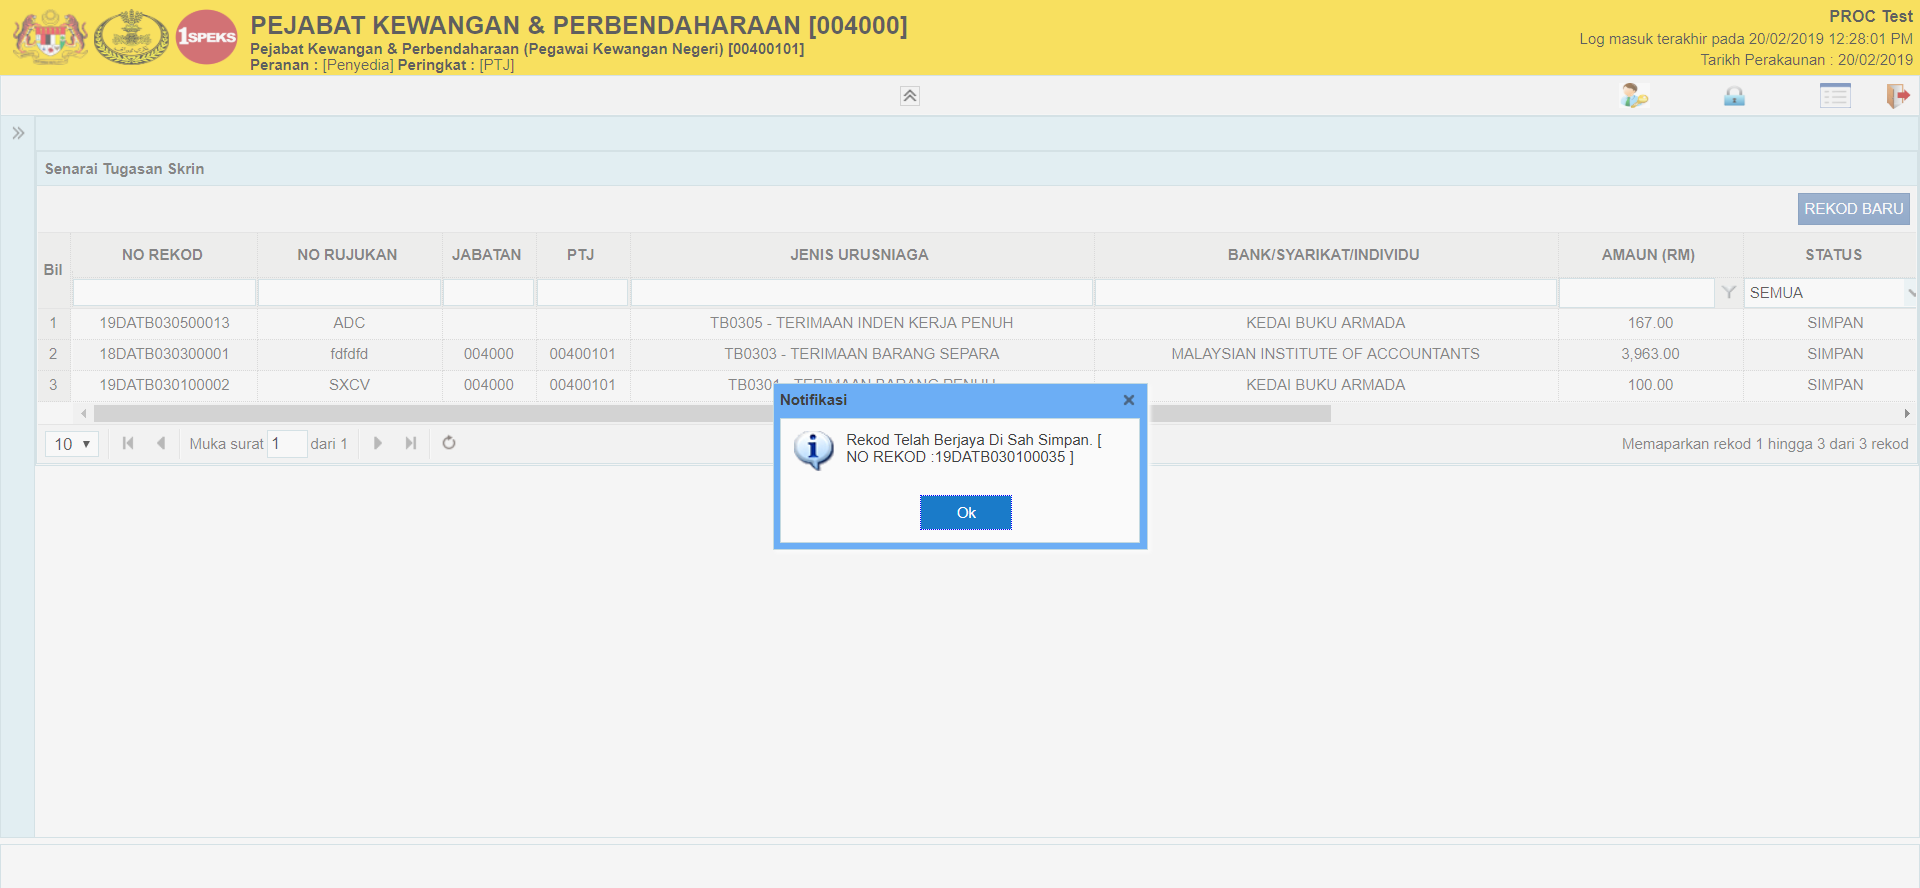 1SPEKS
PEJABAT KEWANGAN & PERBENDAHARAAN [004000]
Pejabat Kewangan & Perbendaharaan (Pegawai Kewangan Negeri) [00400101]
Peranan : [Penyedia] Peringkat : [PTJ]
PROC Test
Log masuk terakhir pada 20/02/2019 12:28:01 PM
Tarikh Perakaunan : 20/02/2019
Senarai Tugasan Skrin
REKOD BARU
Bil NO REKOD NO RUJUKAN JABATAN PTJ JENIS URUSNIAGA BANK/SYARIKAT/INDIVIDU AMAUN (RM) STATUS
SEMUA
1 19DATB030500013 ADC TB0305 - TERIMAAN INDEN KERJA PENUH KEDAI BUKU ARMADA 167.00 SIMPAN
2 18DATB030300001 fdfdfd 004000 00400101 TB0303 - TERIMAAN BARANG SEPARA MALAYSIAN INSTITUTE OF ACCOUNTANTS 3,963.00 SIMPAN
3 19DATB030100002 SXCV 004000 00400101 TB0301 - TERIMAAN BARANG PENUH KEDAI BUKU ARMADA 100.00 SIMPAN
10 Muka surat 1 dari 1 Memaparkan rekod 1 hingga 3 dari 3 rekod
Notifikasi
Rekod Telah Berjaya Di Sah Simpan. [
NO REKOD :19DATB030100035 ]
Ok